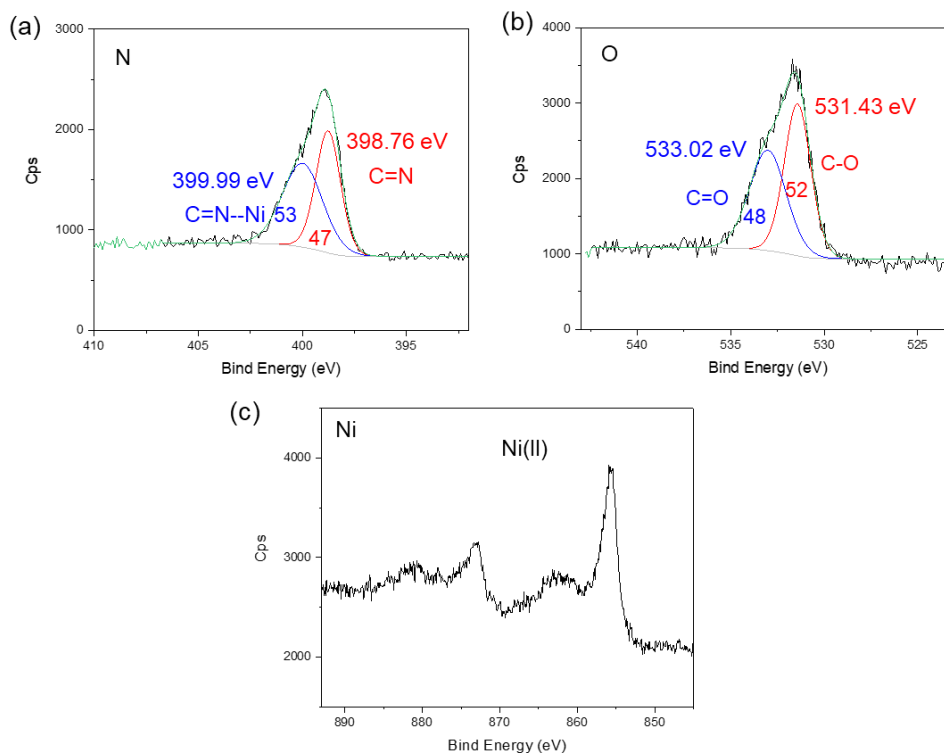 (a)
N
3000
2000
1000
0
Cps
398.76 eV
C=N
399.99 eV
C=N--Ni 53
47
410
405
400
395
Bind Energy (eV)
(b)
O
4000
3000
2000
1000
0
Cps
531.43 eV
533.02 eV
C-O
C=O
52
48
540
535
530
525
Bind Energy (eV)
(c)
Ni
Ni(II)
4000
3000
2000
Cps
890
880
870
860
850
Bind Energy (eV)